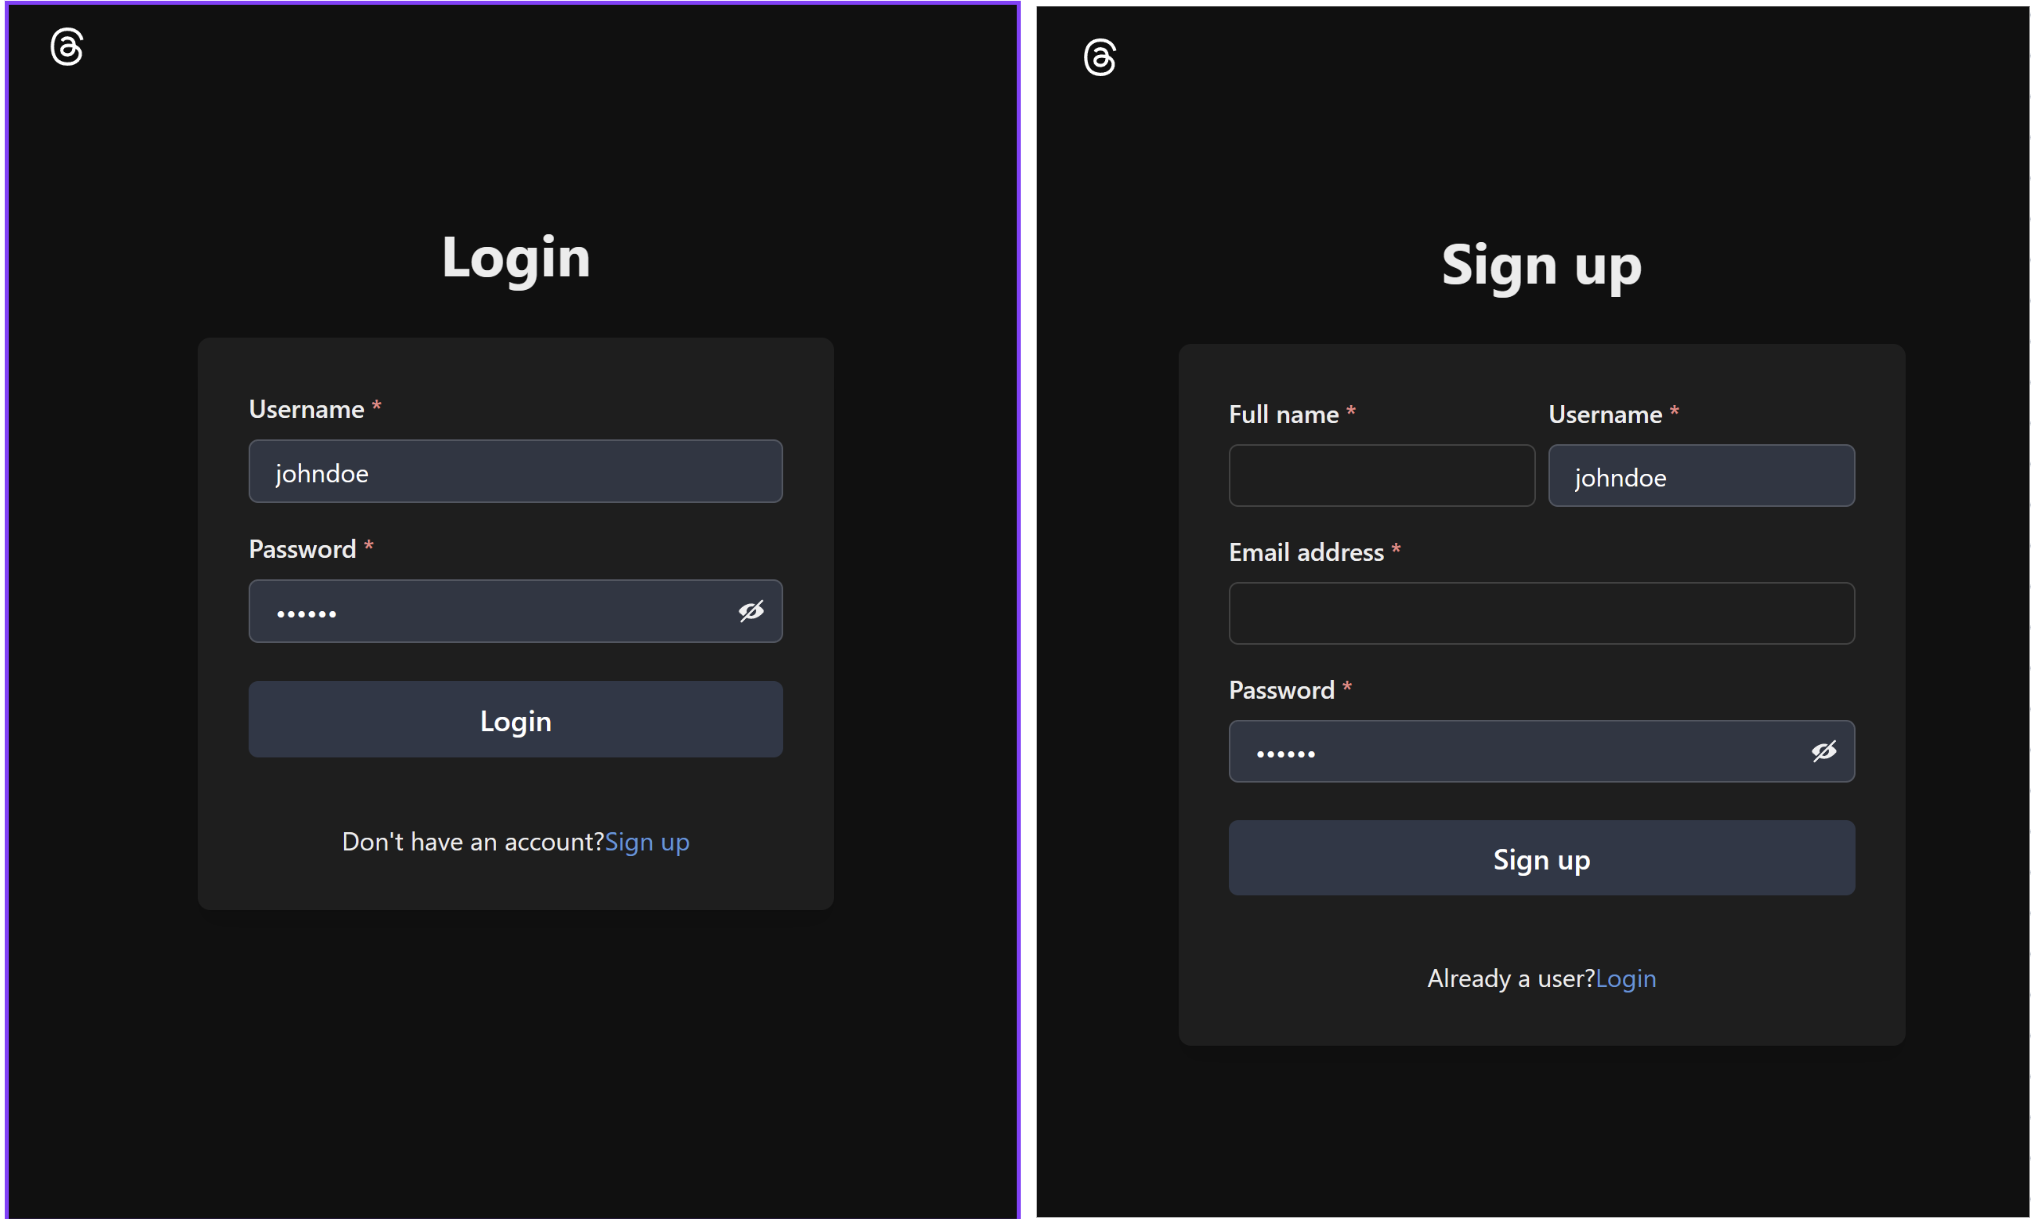 Login
Username *
johndoe
Password *
••••••
Login
Don't have an account?Sign up
Sign up
Full name * Username *
johndoe
Email address *
Password *
••••••
Sign up
Already a user?Login